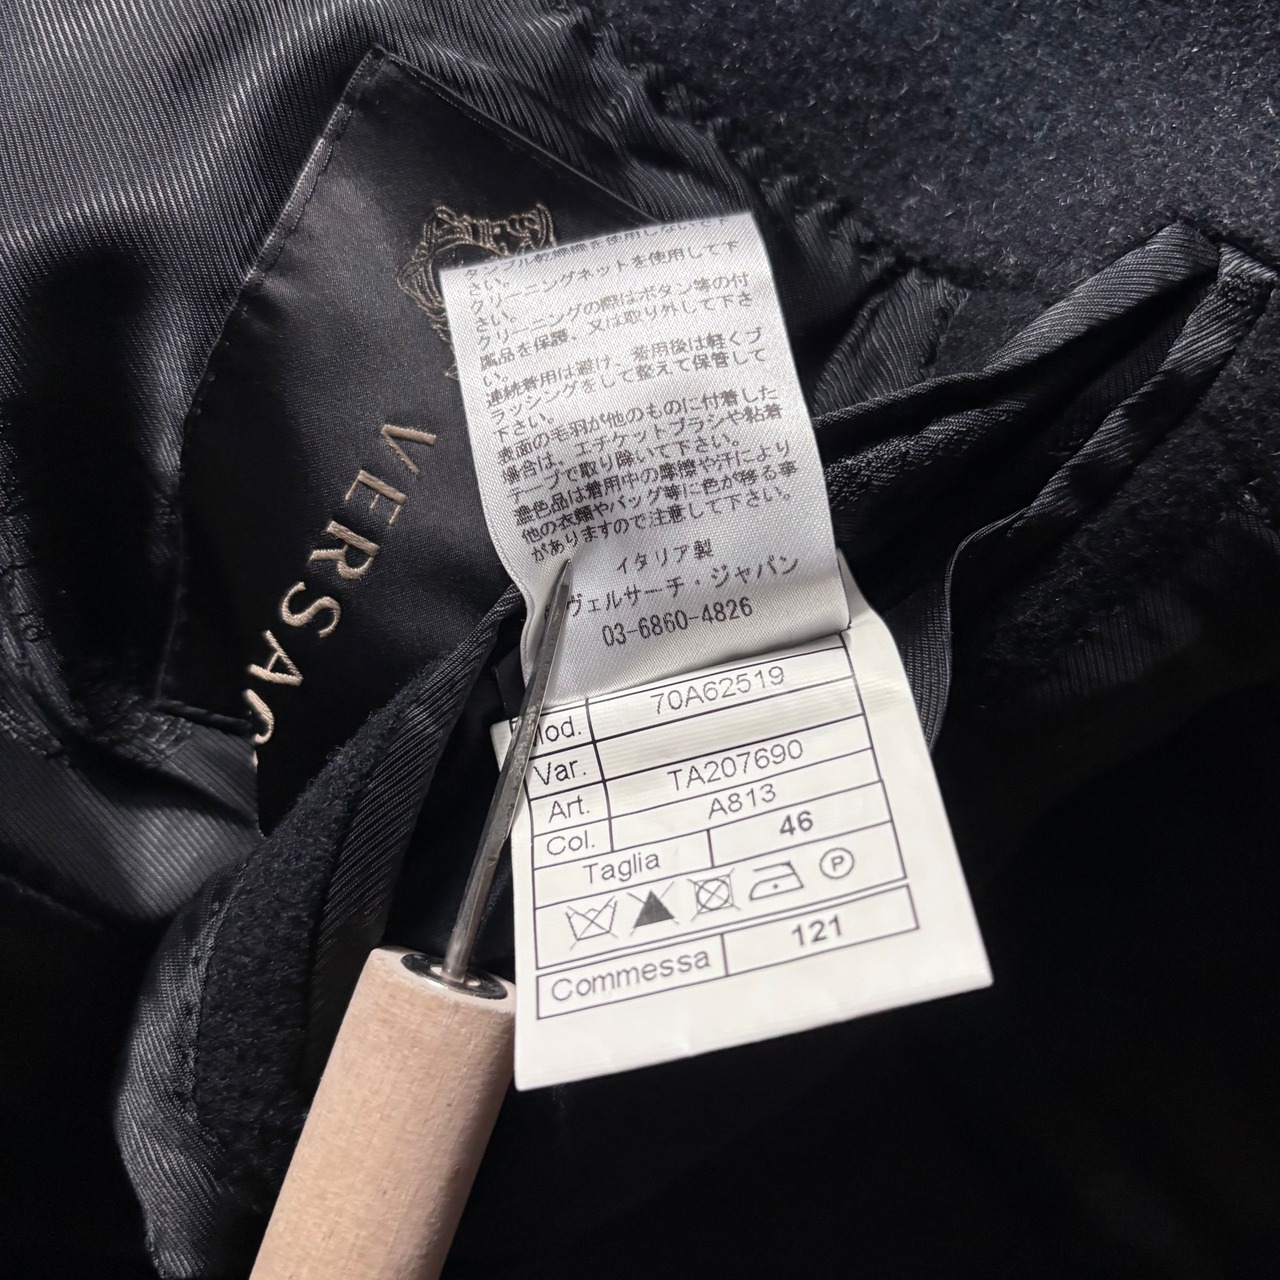 タンブル乾燥機を使用しないで下
さい。
クリーニングネットを使用して下
さい。
クリーニングの際はボタン等の付
属品を保護、又は取り外して下さ
い。
連続着用は避け、着用後は軽くブ
ラッシングをして整えて保管して
下さい。
表面の毛羽が他のものに付着した
場合は、エチケットブラシや粘着
テープで取り除いて下さい。
濃色品は着用中の摩擦や汗により
他の衣類やバッグ等に色が移る事
がありますので注意して下さい。
イタリア製
ヴェルサーチ・ジャパン
03-6860-4826
VERSAC
Mod. 70A62519
Var.
Art. TA207690
Col. A813
Taglia 46
P
Commessa 121